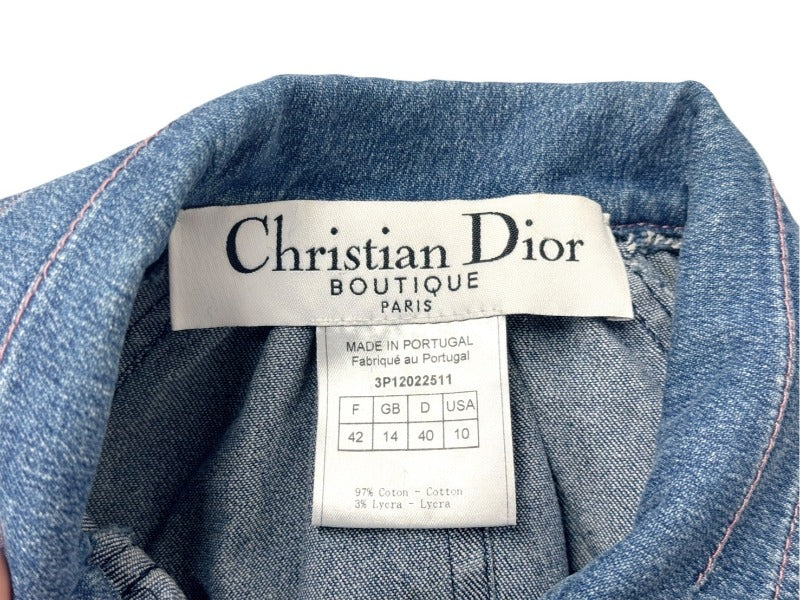 Christian Dior
BOUTIQUE
PARIS
MADE IN PORTUGAL
Fabriqué au Portugal
3P12022511
F GB D USA
42 14 40 10
97% Coton - Cotton
3% Lycra - Lycra